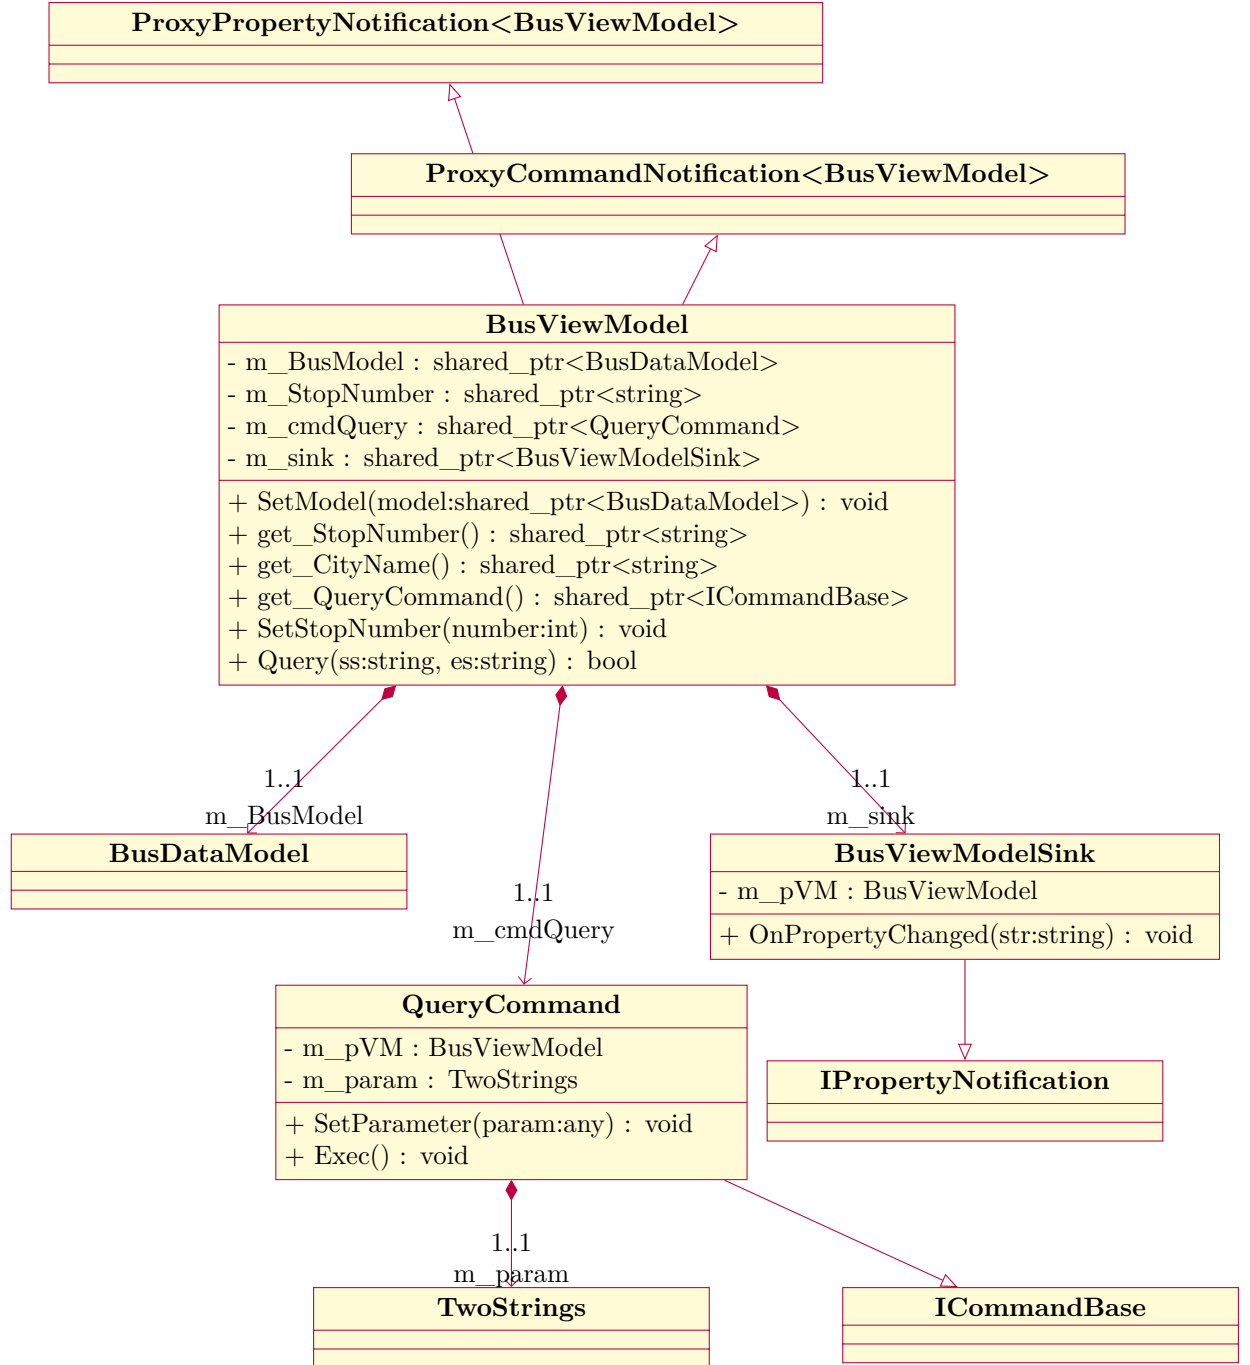 ProxyPropertyNotification<BusViewModel>
ProxyCommandNotification<BusViewModel>
BusViewModel
- m_BusModel : shared_ptr<BusDataModel>
- m_StopNumber : shared_ptr<string>
- m_cmdQuery : shared_ptr<QueryCommand>
- m_sink : shared_ptr<BusViewModelSink>
+ SetModel(model:shared_ptr<BusDataModel>) : void
+ get_StopNumber() : shared_ptr<string>
+ get_CityName() : shared_ptr<string>
+ get_QueryCommand() : shared_ptr<ICommandBase>
+ SetStopNumber(number:int) : void
+ Query(ss:string, es:string) : bool
1..1
m_BusModel
1..1
m_sink
BusDataModel
BusViewModelSink
- m_pVM : BusViewModel
+ OnPropertyChanged(str:string) : void
1..1
m_cmdQuery
QueryCommand
- m_pVM : BusViewModel
- m_param : TwoStrings
+ SetParameter(param:any) : void
+ Exec() : void
IPropertyNotification
1..1
m_param
TwoStrings
ICommandBase